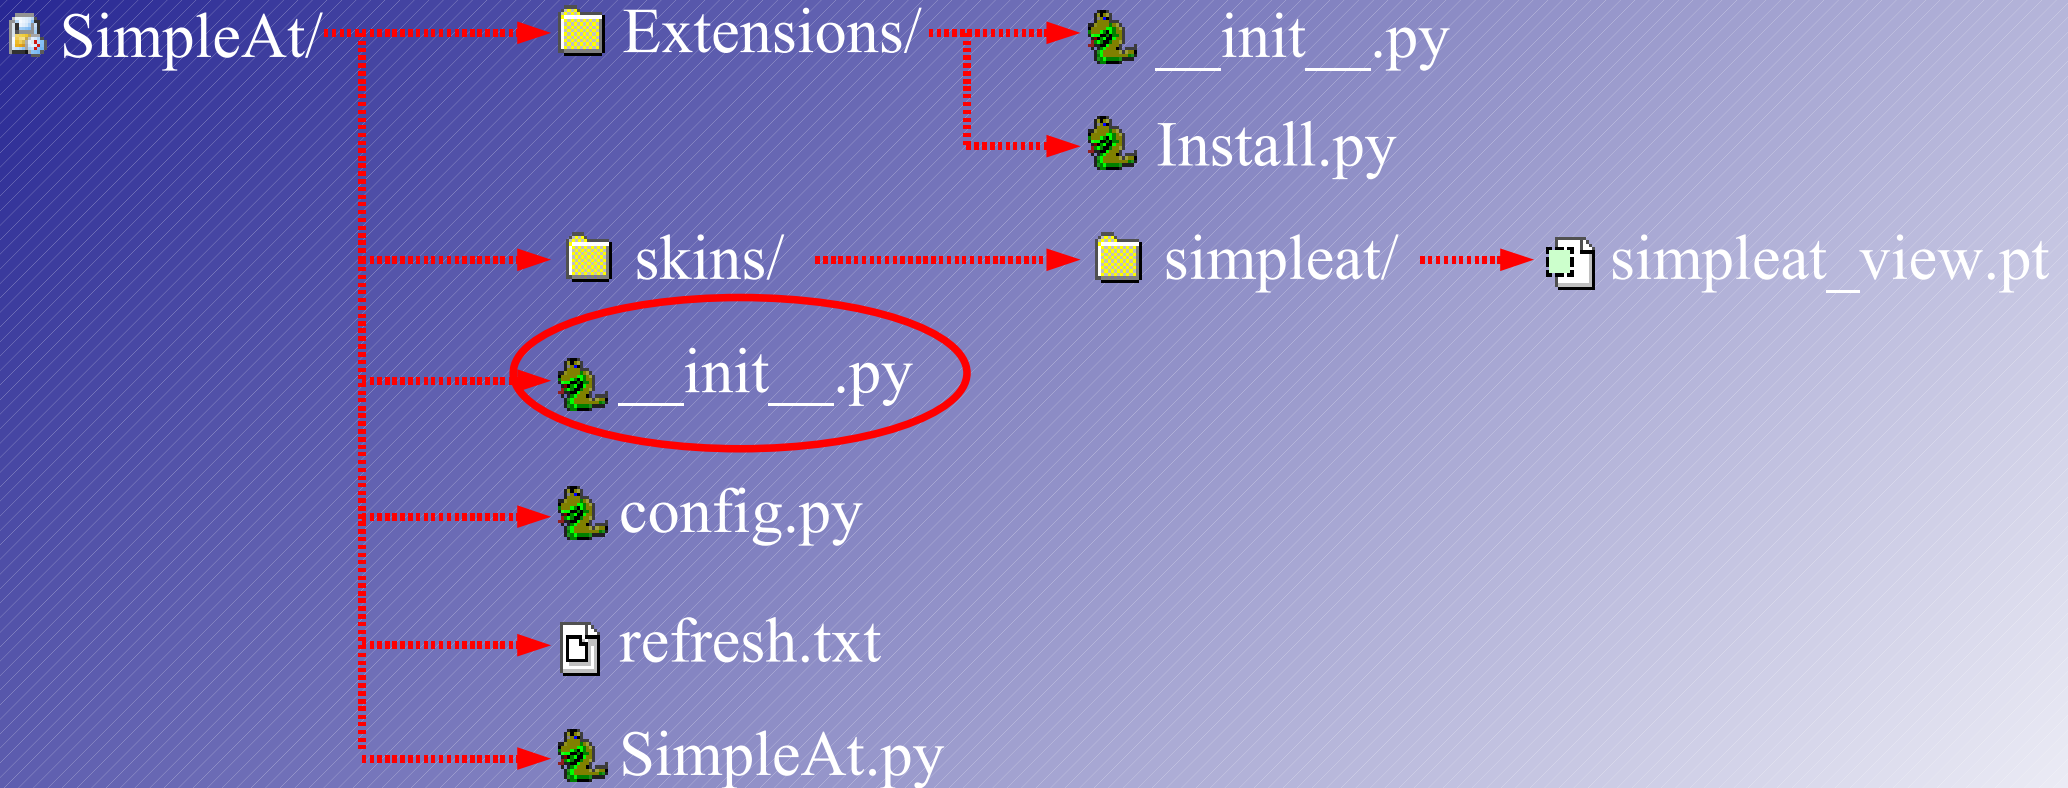 SimpleAt/
Extensions/
__init__.py
Install.py
skins/
simpleat/
simpleat_view.pt
__init__.py
config.py
refresh.txt
SimpleAt.py